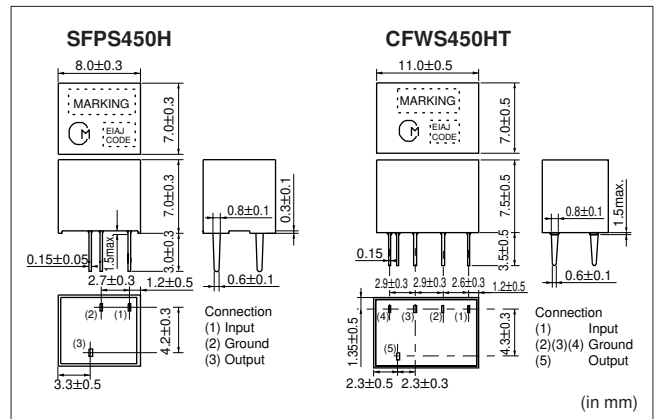 SFPS450H
8.0±0.3
MARKING
M
EIAJ
CODE
7.0±0.3
7.0±0.3
0.8±0.1
0.3±0.1
0.15±0.05
1.5max.
3.0±0.3
2.7±0.3
1.2±0.5
0.6±0.1
(2)
(1)
(3)
4.2±0.3
3.3±0.5
Connection
(1) Input
(2) Ground
(3) Output
CFWS450HT
11.0±0.5
MARKING
M
EIAJ
CODE
7.0±0.5
7.5±0.5
0.8±0.1
1.5max.
0.15
3.5±0.5
2.9±0.3
2.9±0.3
2.6±0.3
1.2±0.5
0.6±0.1
(4)
(3)
(2)
(1)
(5)
1.35±0.5
4.3±0.3
2.3±0.5
2.3±0.3
Connection
(1) Input
(2)(3)(4) Ground
(5) Output
(in mm)